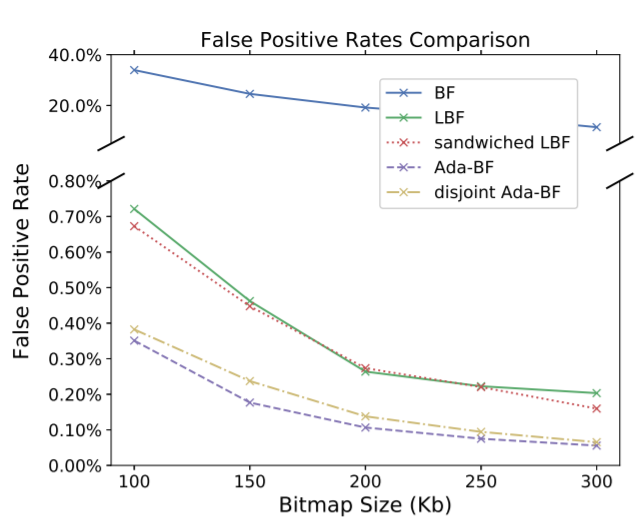 False Positive Rates Comparison
40.0%
20.0%
BF
LBF
sandwiched LBF
Ada-BF
disjoint Ada-BF
False Positive Rate
0.80%
0.70%
0.60%
0.50%
0.40%
0.30%
0.20%
0.10%
0.00%
100 150 200 250 300
Bitmap Size (Kb)